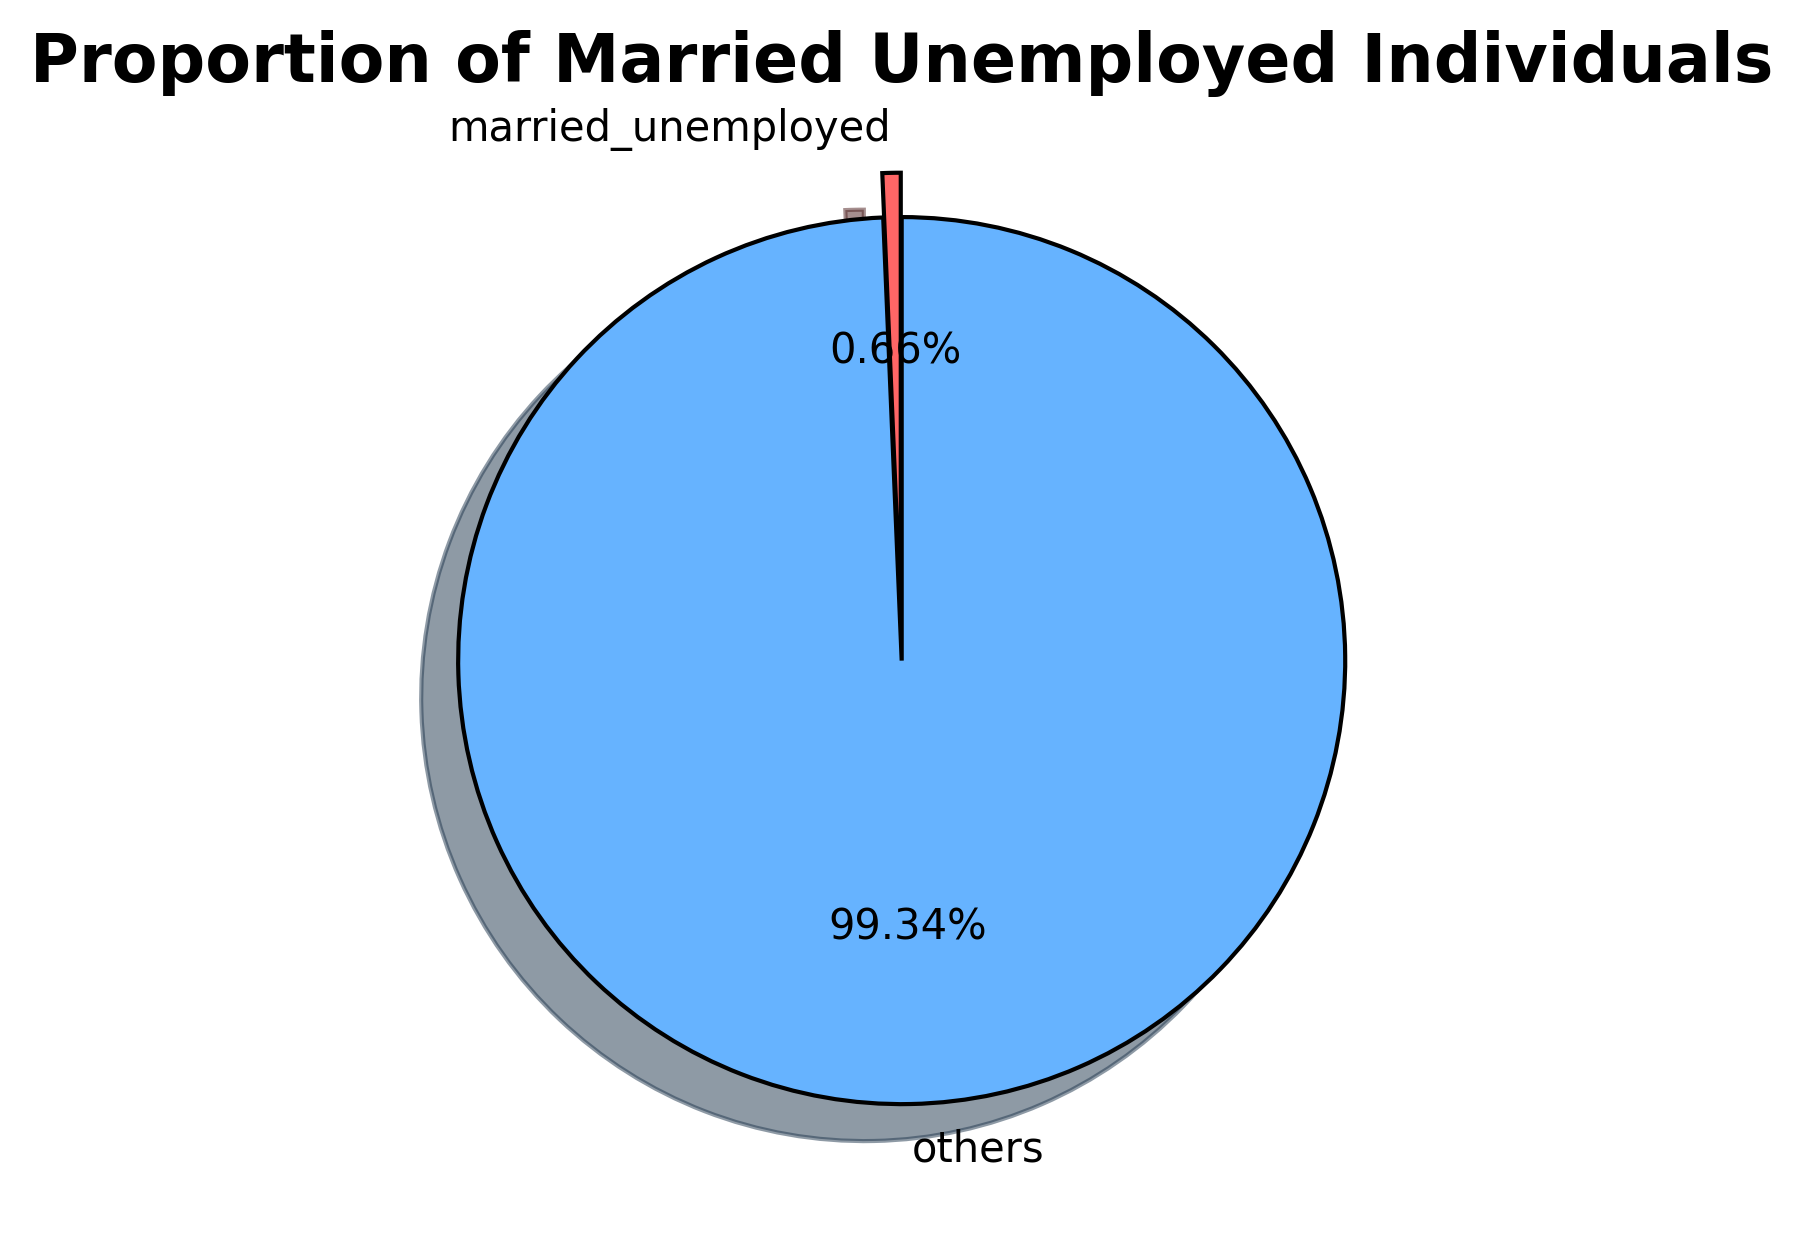 Proportion of Married Unemployed Individuals
married_unemployed
0.66%
99.34%
others